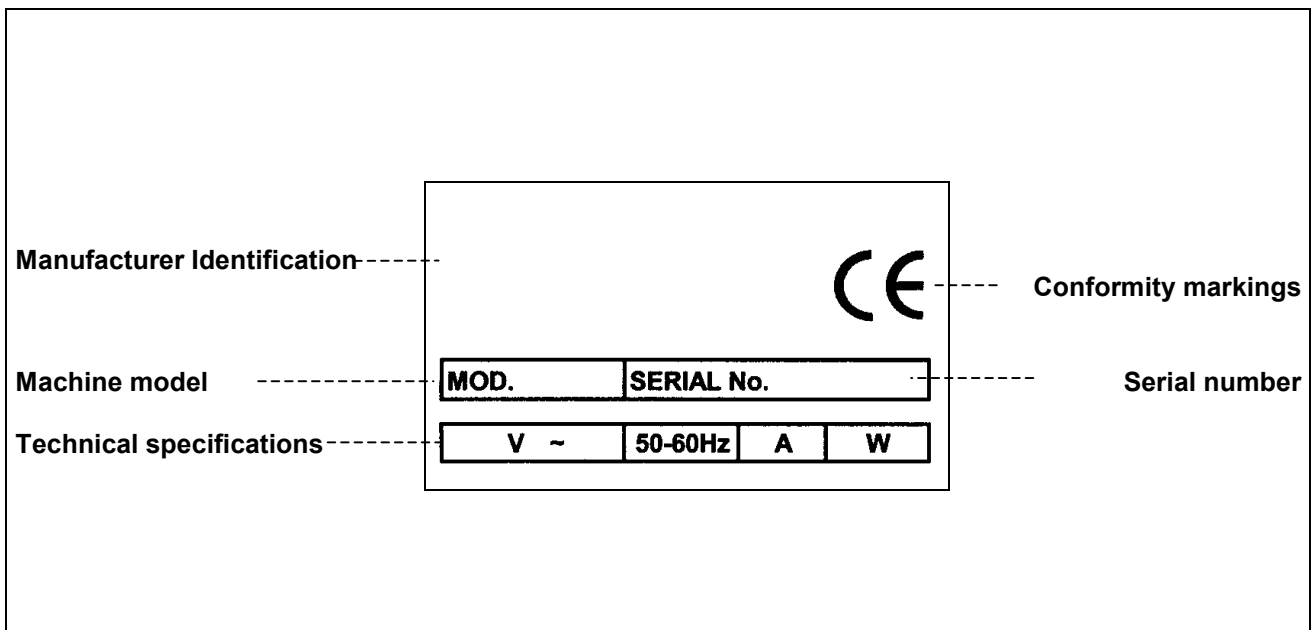 Manufacturer Identification
CE
Conformity markings
Machine model
MOD.
SERIAL No.
Serial number
Technical specifications
V ~
50-60Hz
A
W